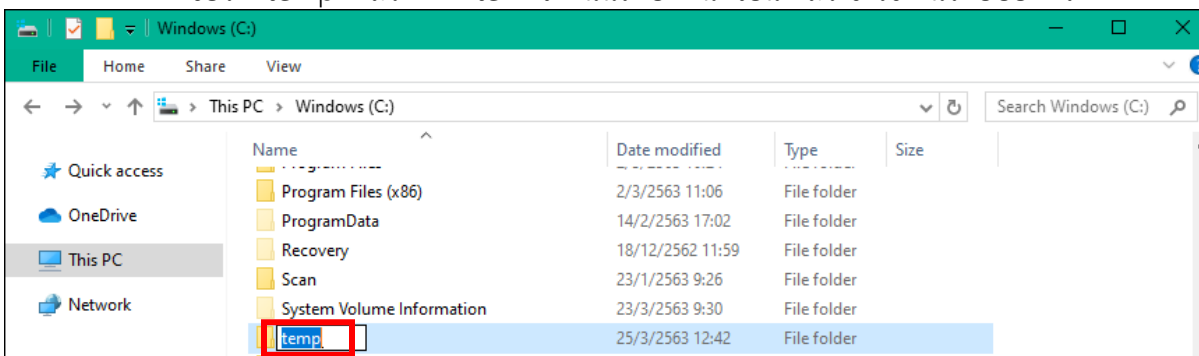 Windows (C:)
File Home Share View
This PC > Windows (C:)
Search Windows (C:)
Name Date modified Type Size
Quick access
Program Files (x86) 2/3/2563 11:06 File folder
OneDrive
ProgramData 14/2/2563 17:02 File folder
Recovery 18/12/2562 11:59 File folder
This PC
Scan 23/1/2563 9:26 File folder
Network
System Volume Information 23/3/2563 9:30 File folder
temp 25/3/2563 12:42 File folder